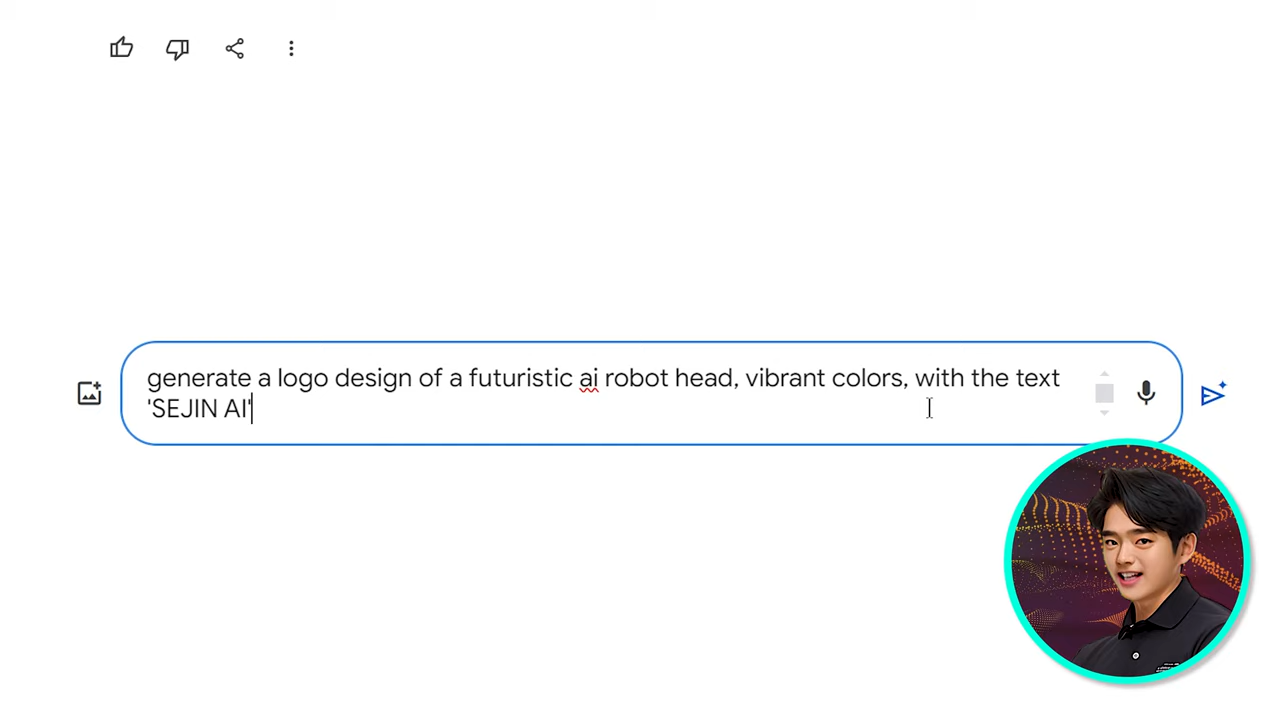 generate a logo design of a futuristic ai robot head, vibrant colors, with the text
'SEJIN AI'